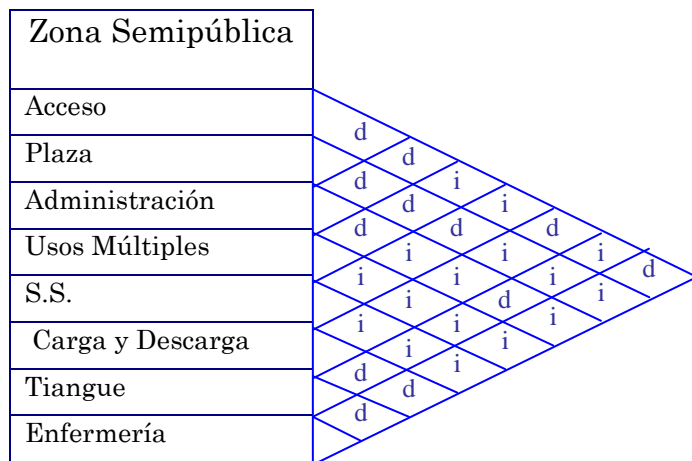 Zona Semipública
Acceso
d
Plaza d
d i
Administración d i
d d d
Usos Múltiples i i i
i i i d
S.S. i d i
i i i
Carga y Descarga i i
d i
Tiangue d
d
Enfermería